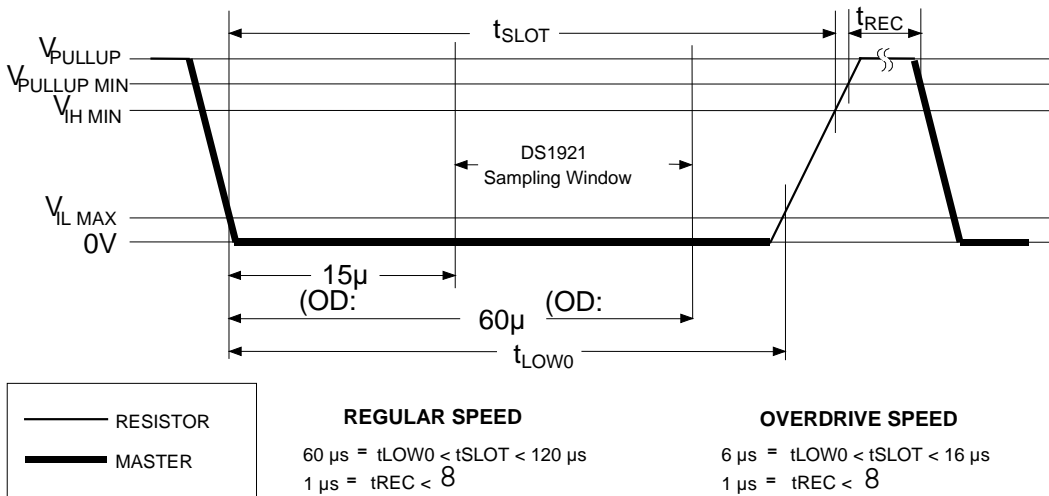 tSLOT tREC
VPULLUP
VPULLUP MIN
VIH MIN
DS1921
Sampling Window
VIL MAX
0V
15µ
(OD: (OD:
60µ
tLOW0
RESISTOR
MASTER
REGULAR SPEED
60 µs = tLOW0 < tSLOT < 120 µs
1 µs = tREC < 8
OVERDRIVE SPEED
6 µs = tLOW0 < tSLOT < 16 µs
1 µs = tREC < 8